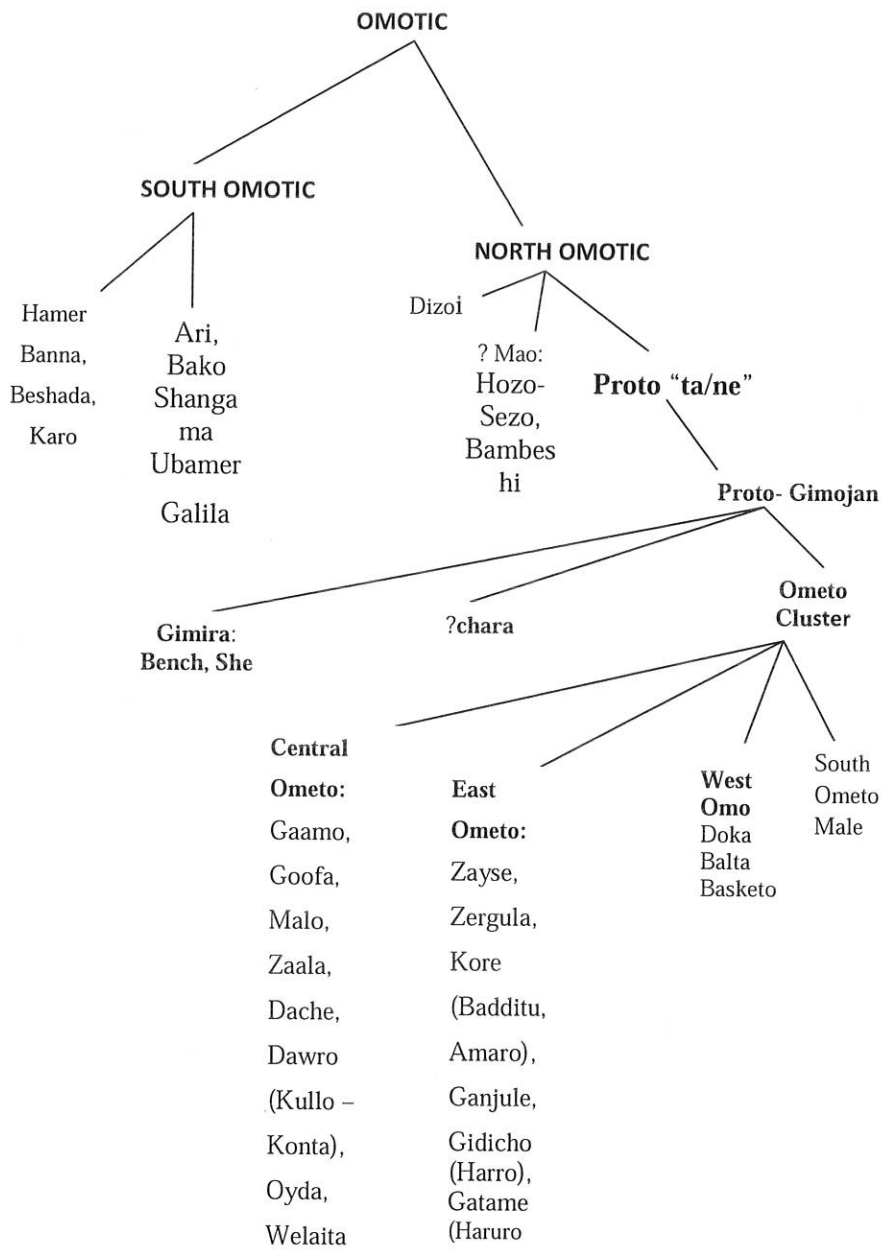 OMOTIC
SOUTH OMOTIC
NORTH OMOTIC
Hamer
Banna,
Beshada,
Karo
Ari,
Bako
Shanga
ma
Ubamer
Galila
Dizoi
? Mao:
Hozo-
Sezo,
Bambes
hi
Proto “ta/ne”
Proto- Gimojan
Gimira:
Bench, She
?chara
Ometo
Cluster
Central
Ometo:
Gaamo,
Goofa,
Malo,
Zaala,
Dache,
Dawro
(Kullo –
Konta),
Oyda,
Welaita
East
Ometo:
Zayse,
Zergula,
Kore
(Badditu,
Amaro),
Ganjule,
Gidicho
(Harro),
Gatame
(Haruro
West
Omo
Doka
Balta
Basketo
South
Ometo
Male